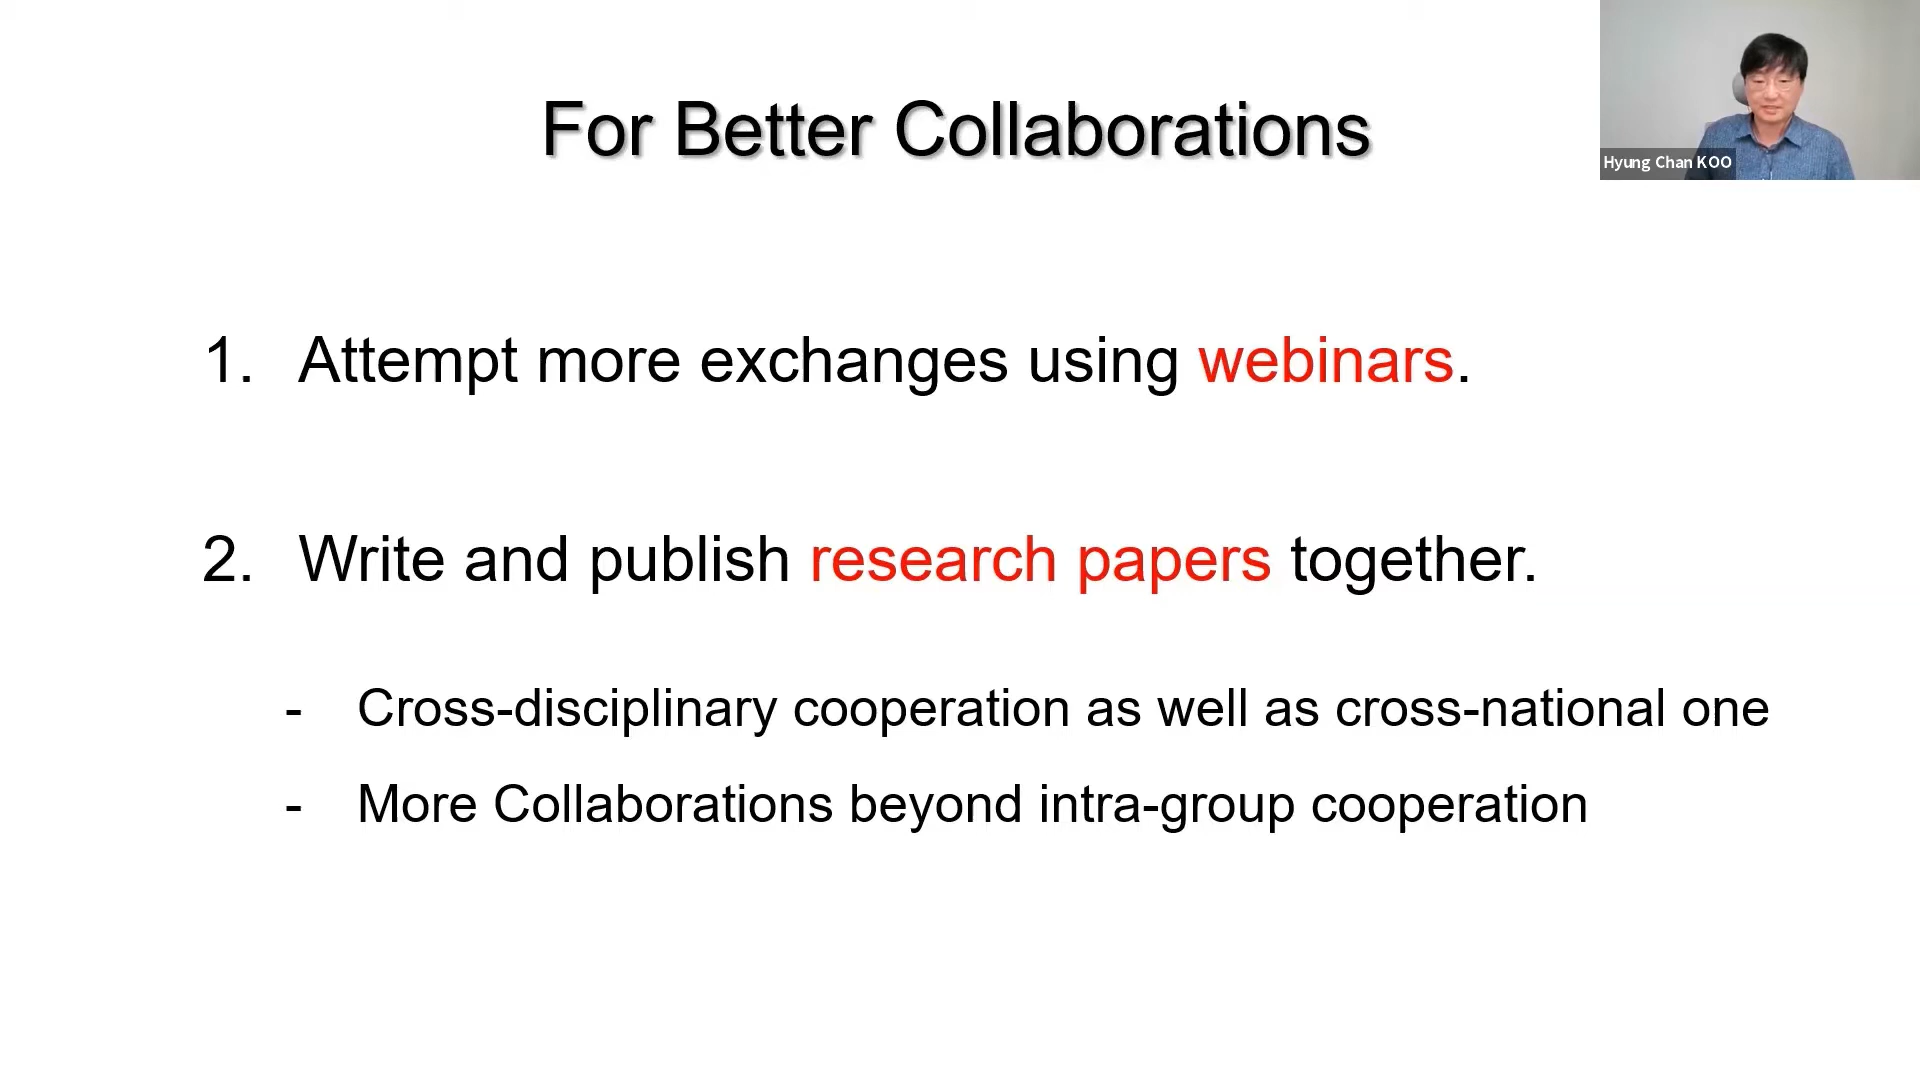 For Better Collaborations
Hyung Chan KOO
1. Attempt more exchanges using webinars.
2. Write and publish research papers together.
- Cross-disciplinary cooperation as well as cross-national one
- More Collaborations beyond intra-group cooperation